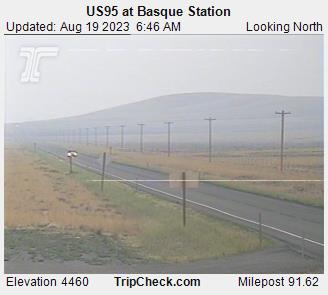 US95 at Basque Station
Updated: Aug 19 2023 6:46 AM Looking North
Elevation 4460 TripCheck.com Milepost 91.62